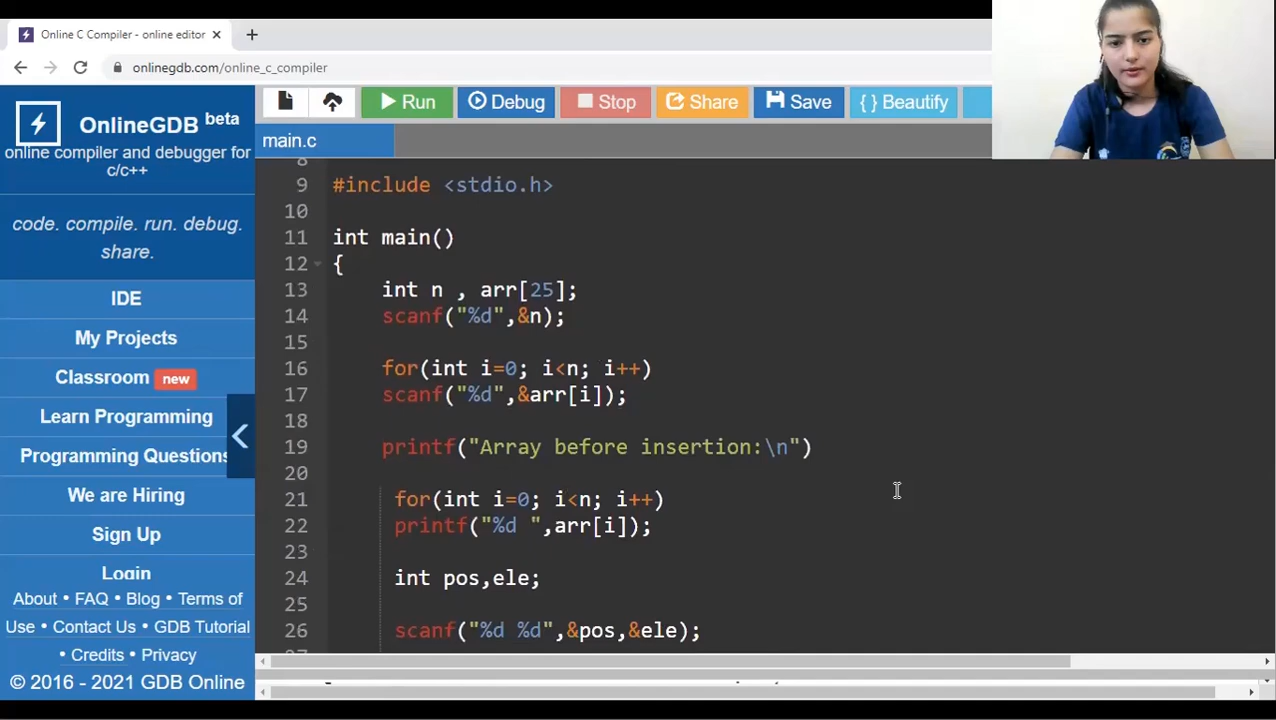 Online C Compiler - online editor
onlinegdb.com/online_c_compiler
OnlineGDB beta
online compiler and debugger for
c/c++
code. compile. run. debug.
share.
IDE
My Projects
Classroom new
Learn Programming
Programming Questions
We are Hiring
Sign Up
Login
About • FAQ • Blog • Terms of
Use • Contact Us • GDB Tutorial
• Credits • Privacy
© 2016 - 2021 GDB Online
Run Debug Stop Share Save { } Beautify
main.c
8
9 #include <stdio.h>
10
11 int main()
12 {
13 int n , arr[25];
14 scanf("%d",&n);
15
16 for(int i=0; i<n; i++)
17 scanf("%d",&arr[i]);
18
19 printf("Array before insertion:\n")
20
21 for(int i=0; i<n; i++)
22 printf("%d ",arr[i]);
23
24 int pos,ele;
25
26 scanf("%d %d",&pos,&ele);